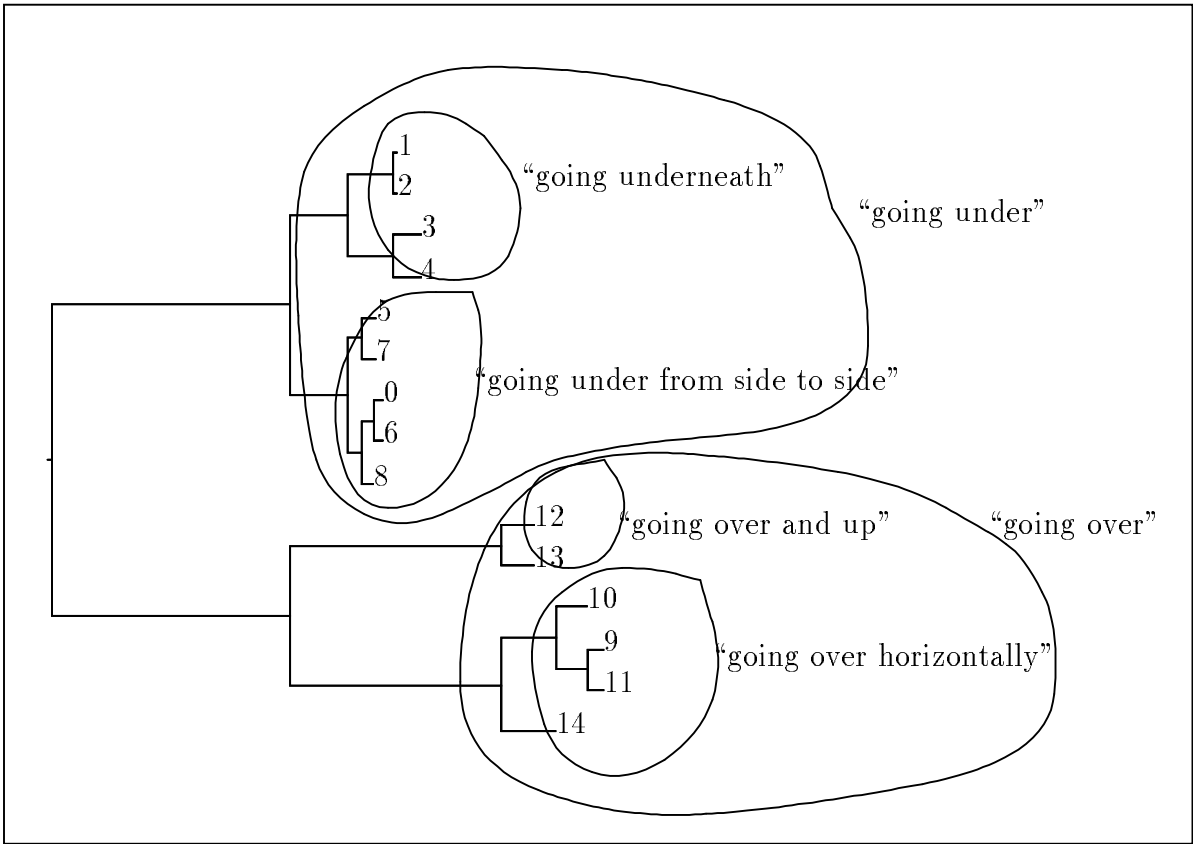 1
2
“going underneath”
“going under”
3
4
5
7
“going under from side to side”
0
6
8
12
“going over and up”
“going over”
13
10
9
“going over horizontally”
11
14